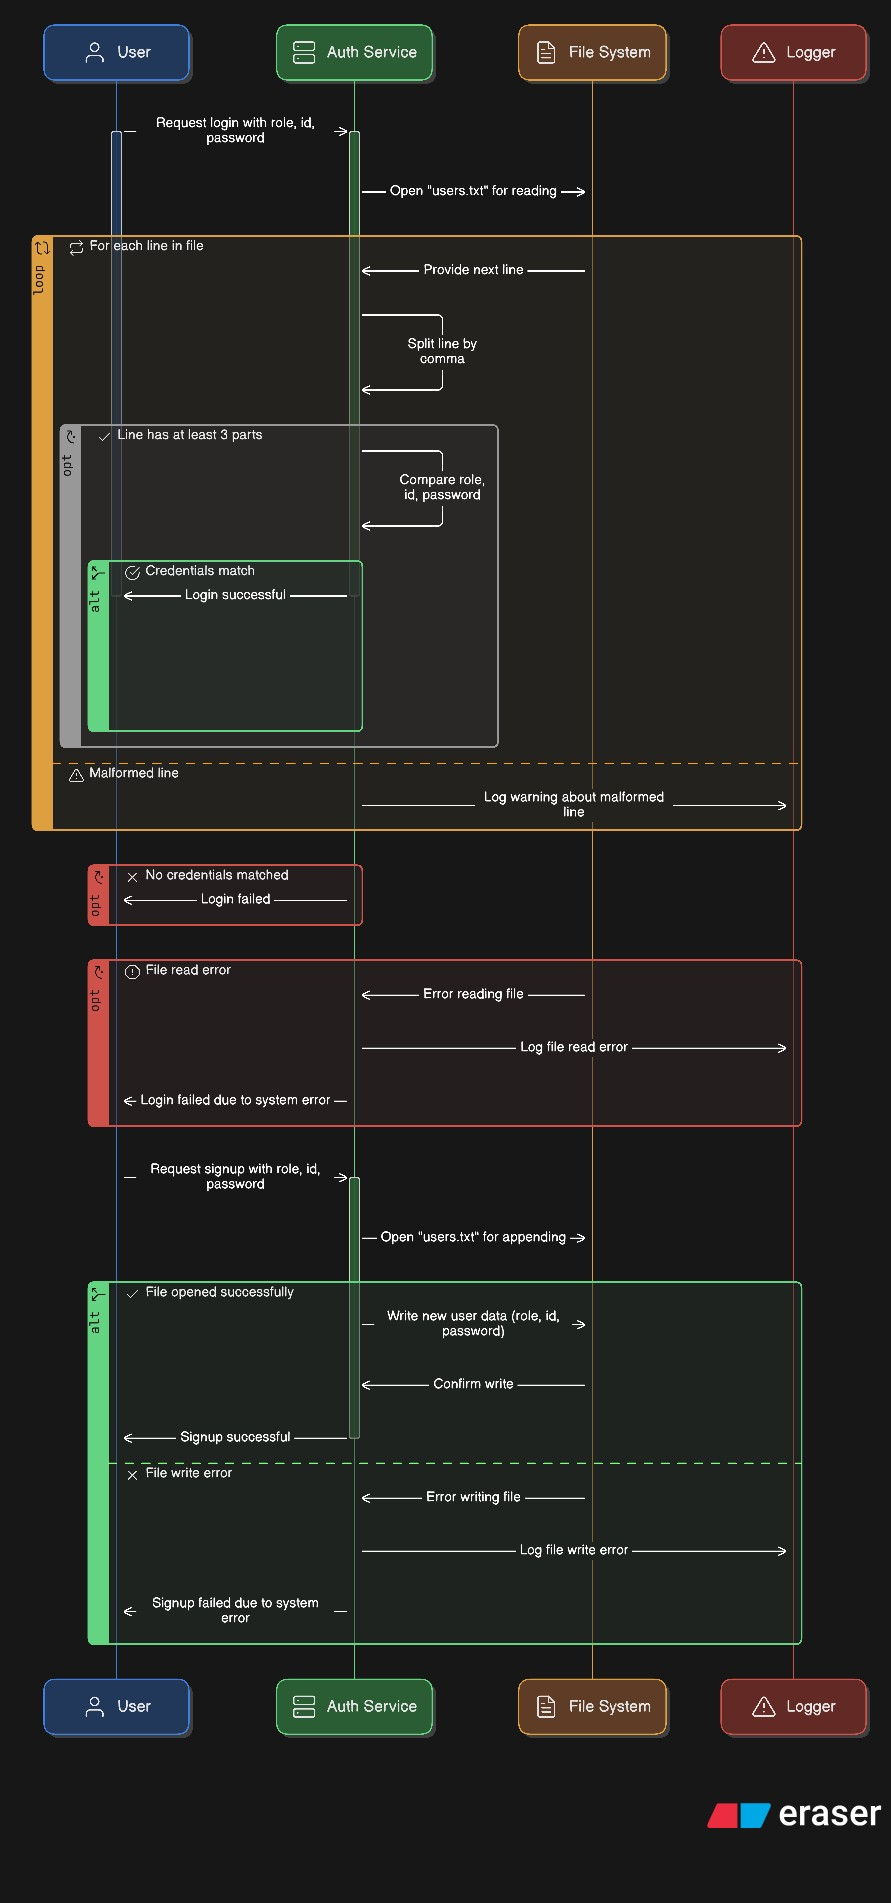 User
Auth Service
File System
Logger
Request login with role, id,
password
Open "users.txt" for reading
loop
For each line in file
Provide next line
Split line by
comma
opt
Line has at least 3 parts
Compare role,
id, password
alt
Credentials match
Login successful
Malformed line
Log warning about malformed
line
opt
No credentials matched
Login failed
opt
File read error
Error reading file
Log file read error
Login failed due to system error
Request signup with role, id,
password
Open "users.txt" for appending
alt
File opened successfully
Write new user data (role, id,
password)
Confirm write
Signup successful
File write error
Error writing file
Log file write error
Signup failed due to system
error
User
Auth Service
File System
Logger
eraser